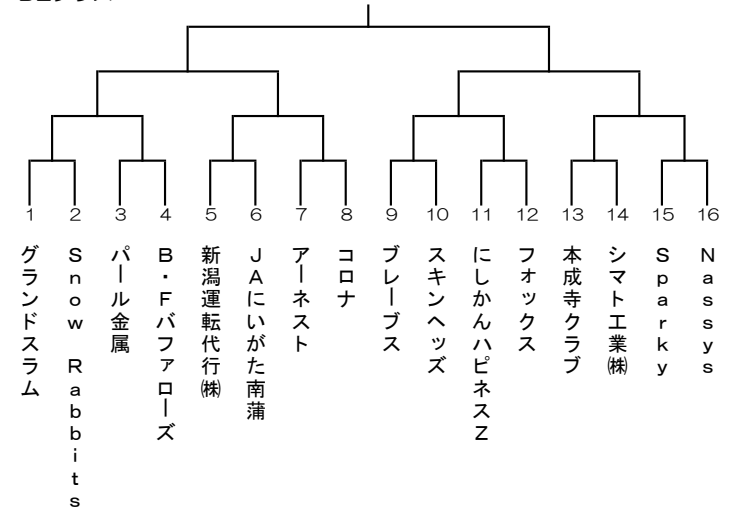 1 2 3 4 5 6 7 8 9 10 11 12 13 14 15 16
グランドスラム
Snow Rabbits
パール金属
B・Fバファローズ
新潟運転代行㈱
JAにいがた南蒲
アーネスト
コロナ
ブレーブス
スキンヘッズ
にしかんハピネスZ
フォックス
本成寺クラブ
シマト工業㈱
Sparky
Nassys